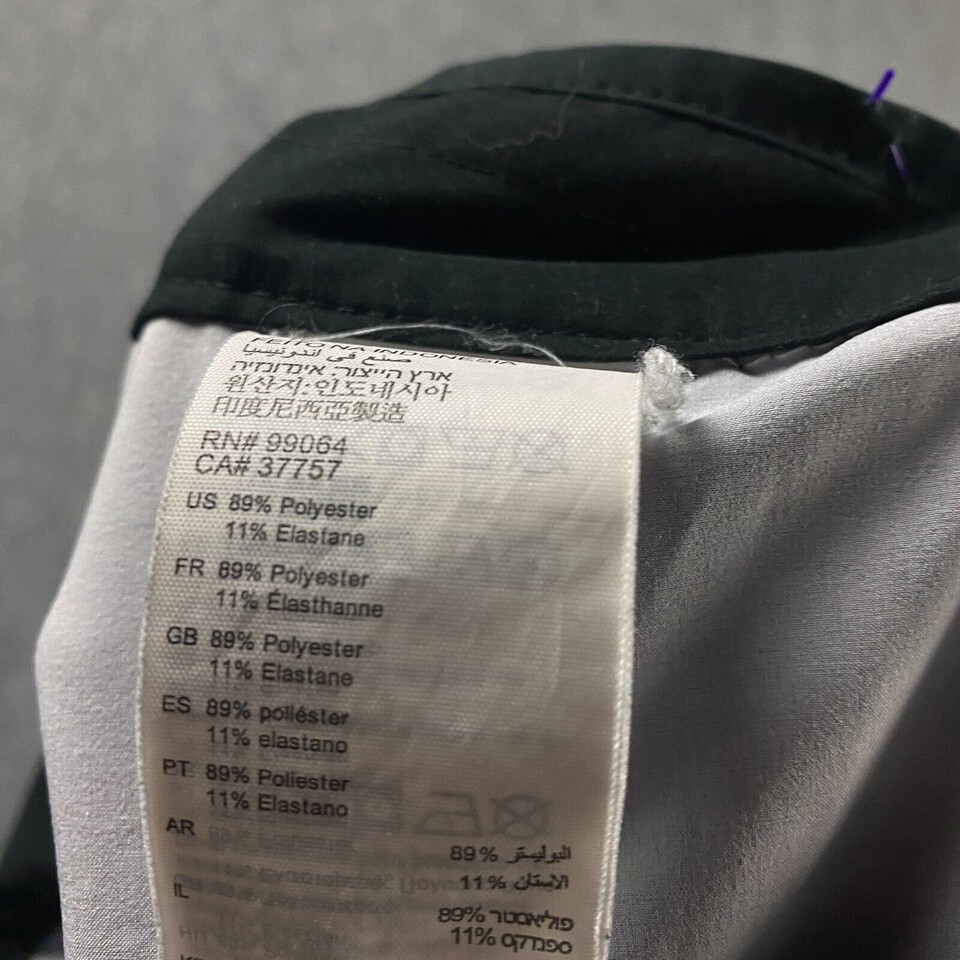 FEITO NA INDONESIA
صنع في اندونيسيا
ארץ הייצור: אינדונזיה
원산지:인도네시아
印度尼西亞製造
RN# 99064
CA# 37757
US 89% Polyester
11% Elastane
FR 89% Polyester
11% Élasthanne
GB 89% Polyester
11% Elastane
ES 89% poliéster
11% elastano
PT 89% Poliester
11% Elastano
AR
89% البوليستر
11% الاستان
IL
89% פוליאסטר
11% ספנדקס